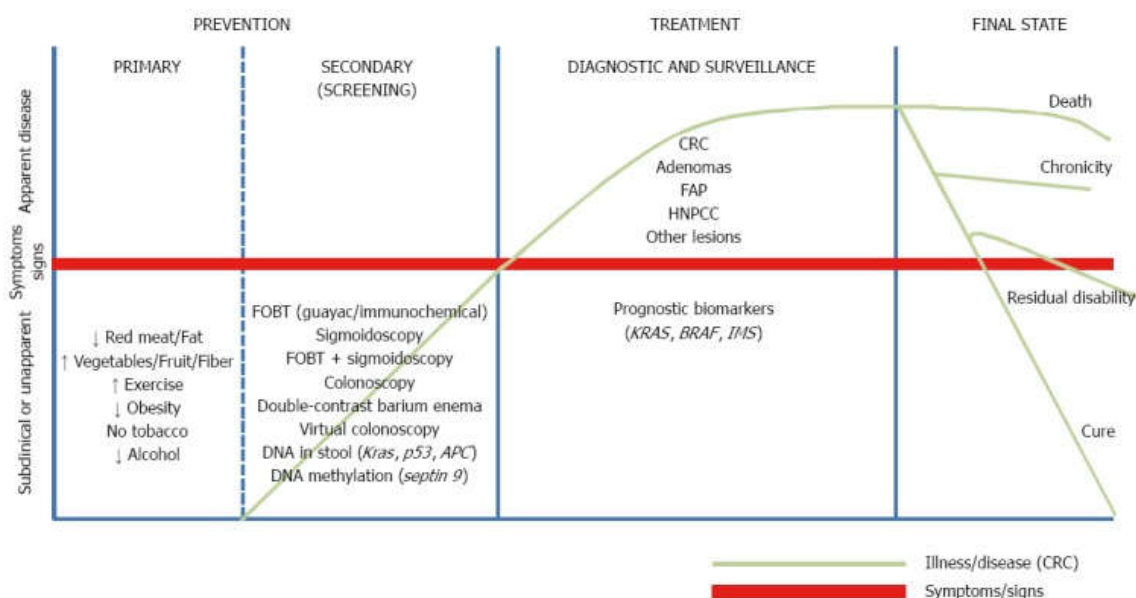 PREVENTION
TREATMENT
FINAL STATE
PRIMARY
SECONDARY
(SCREENING)
DIAGNOSTIC AND SURVEILLANCE
Apparent disease
Symptoms
signs
Subclinical or unapparent
↓ Red meat/Fat
↑ Vegetables/Fruit/Fiber
↑ Exercise
↓ Obesity
No tobacco
↓ Alcohol
FOBT (guayac/immunochemical)
Sigmoidoscopy
FOBT + sigmoidoscopy
Colonoscopy
Double-contrast barium enema
Virtual colonoscopy
DNA in stool (Kras, p53, APC)
DNA methylation (septin 9)
CRC
Adenomas
FAP
HNPCC
Other lesions
Prognostic biomarkers
(KRAS, BRAF, IMS)
Death
Chronicity
Residual disability
Cure
Illness/disease (CRC)
Symptoms/signs